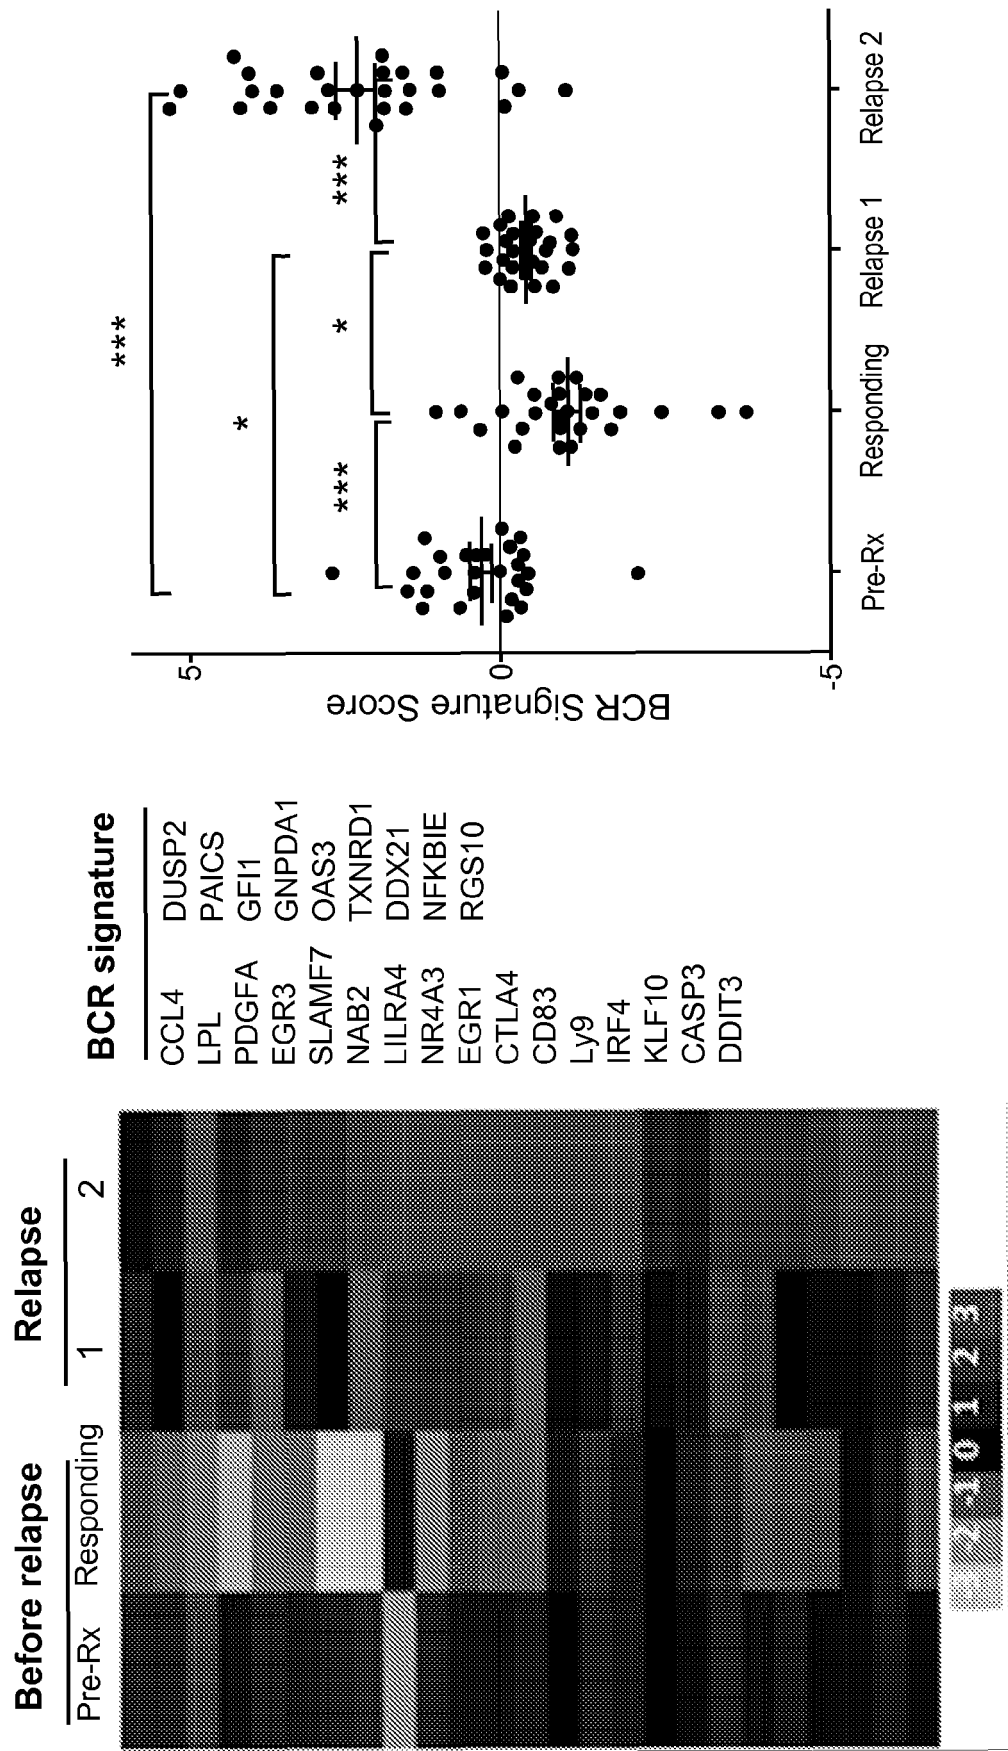 Before relapse
Relapse
Pre-Rx
Responding
1
2
-3 -2 -1 0 1 2 3
BCR signature
CCL4 DUSP2
LPL PAICS
PDGFA GFI1
EGR3 GNPDA1
SLAMF7 OAS3
NAB2 TXNRD1
LILRA4 DDX21
NR4A3 NFKBIE
EGR1 RGS10
CTLA4
CD83
Ly9
IRF4
KLF10
CASP3
DDIT3
BCR Signature Score
5
0
-5
***
*
***
*
***
Pre-Rx
Responding
Relapse 1
Relapse 2